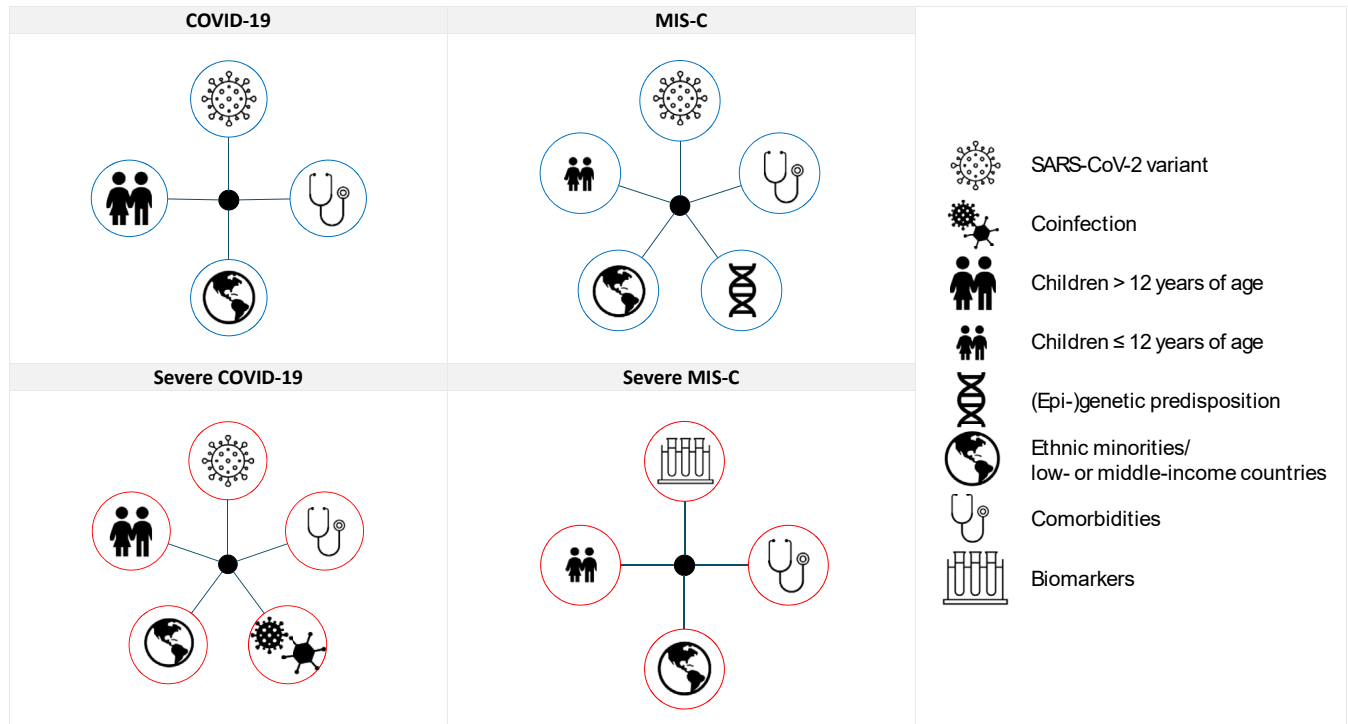 COVID-19
MIS-C
Severe COVID-19
Severe MIS-C
SARS-CoV-2 variant
Coinfection
Children > 12 years of age
Children ≤ 12 years of age
(Epi-)genetic predisposition
Ethnic minorities/
low- or middle-income countries
Comorbidities
Biomarkers